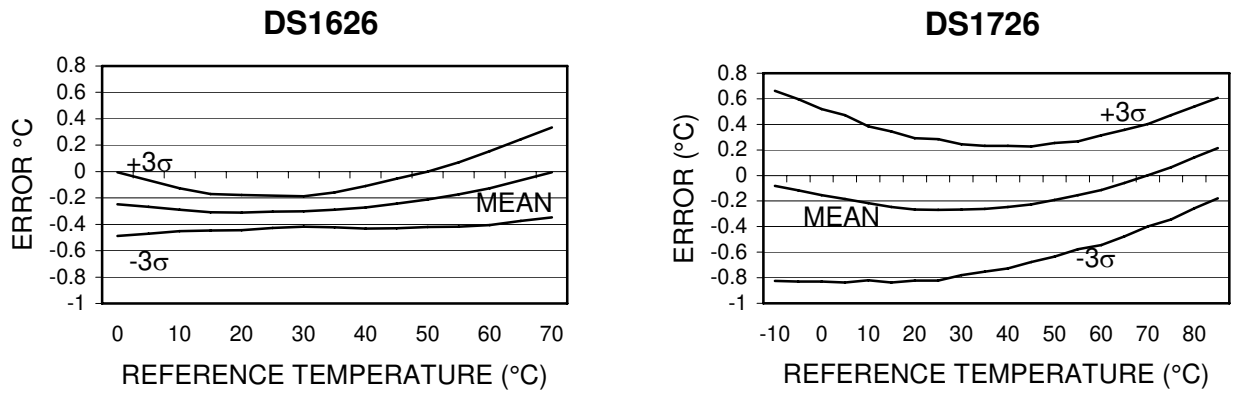 DS1626
0.8
0.6
0.4
0.2
0
-0.2
-0.4
-0.6
-0.8
-1
ERROR °C
+3σ
MEAN
-3σ
0 10 20 30 40 50 60 70
REFERENCE TEMPERATURE (°C)
DS1726
0.8
0.6
0.4
0.2
0
-0.2
-0.4
-0.6
-0.8
-1
ERROR (°C)
+3σ
MEAN
-3σ
-10 0 10 20 30 40 50 60 70 80
REFERENCE TEMPERATURE (°C)